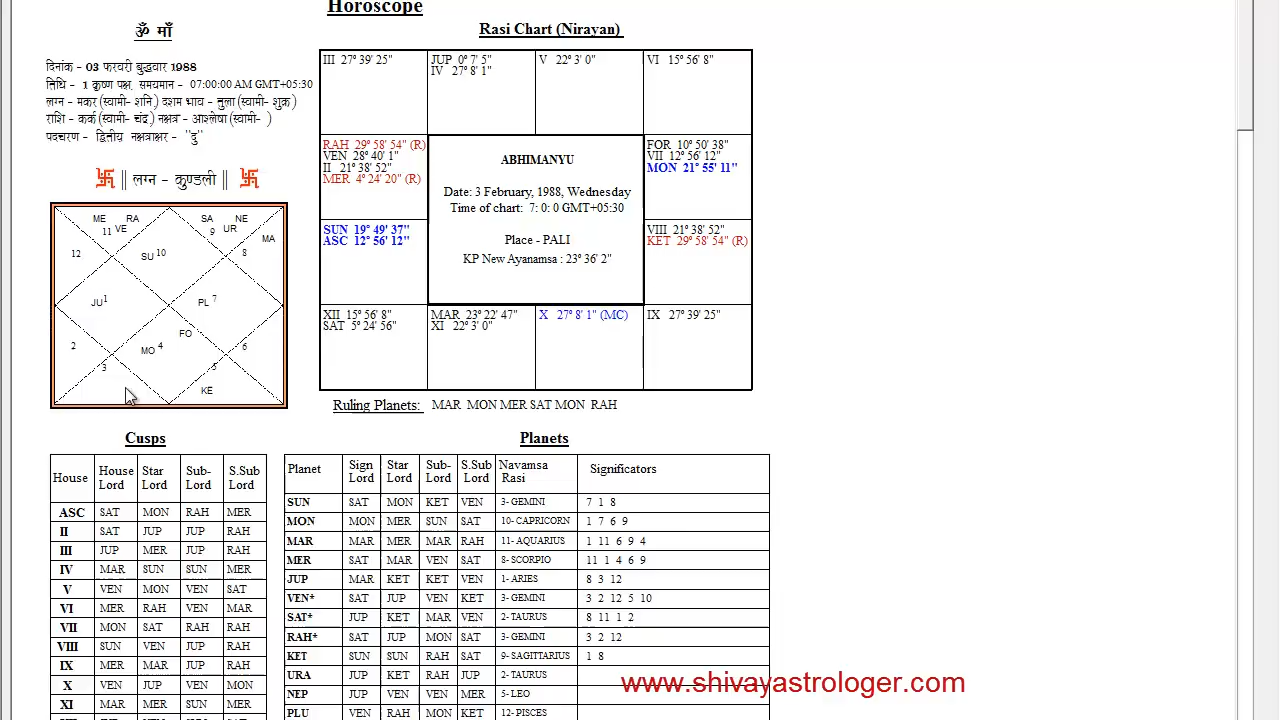 Horoscope
ॐ माँ
Rasi Chart (Nirayan)
दिनांक - 03 फरवरी बुद्धवार 1988
तिथि - 1 कृष्ण पक्ष. समयमान - 07:00:00 AM GMT+05:30
लग्न - मकर (स्वामी- शनि) दशम भाव - तुला (स्वामी- शुक्र)
राशि - कर्क (स्वामी- चंद्र) नक्षत्र - आश्लेषा (स्वामी- )
पदचरण - द्वितीय नक्षत्राक्षर - "दु"
卐 || लग्न - कुण्डली || 卐
ME RA SA NE
11 VE 9 UR
MA
12 SU 10 8
JU 1 PL 7
FO
2 MO 4 6
3 5
KE
III 27° 39' 25"
JUP 0° 7' 5"
IV 27° 8' 1"
V 22° 3' 0"
VI 15° 56' 8"
RAH 29° 58' 54" (R)
VEN 28° 40' 1"
II 21° 38' 52"
MER 4° 24' 20" (R)
FOR 10° 50' 38"
VII 12° 56' 12"
MON 21° 55' 11"
SUN 19° 49' 37"
ASC 12° 56' 12"
VIII 21° 38' 52"
KET 29° 58' 54" (R)
ABHIMANYU
Date: 3 February, 1988, Wednesday
Time of chart: 7: 0: 0 GMT+05:30
Place - PALI
KP New Ayanamsa : 23° 36' 2"
XII 15° 56' 8"
SAT 5° 24' 56"
MAR 23° 22' 47"
XI 22° 3' 0"
X 27° 8' 1" (MC)
IX 27° 39' 25"
Ruling Planets: MAR MON MER SAT MON RAH
Cusps
House House Lord Star Lord Sub-Lord S.Sub Lord
ASC SAT MON RAH MER
II SAT JUP JUP RAH
III JUP MER JUP RAH
IV MAR SUN SUN MER
V VEN MON VEN SAT
VI MER RAH VEN MAR
VII MON SAT RAH RAH
VIII SUN VEN JUP RAH
IX MER MAR JUP RAH
X VEN JUP VEN MON
XI MAR MER SUN MER
Planets
Planet Sign Lord Star Lord Sub-Lord S.Sub Lord Navamsa Rasi Significators
SUN SAT MON KET VEN 3- GEMINI 7 1 8
MON MON MER SUN SAT 10- CAPRICORN 1 7 6 9
MAR MAR MER MAR RAH 11- AQUARIUS 1 11 6 9 4
MER SAT MAR VEN SAT 8- SCORPIO 11 1 4 6 9
JUP MAR KET KET VEN 1- ARIES 8 3 12
VEN* SAT JUP VEN KET 3- GEMINI 3 2 12 5 10
SAT* JUP KET MAR VEN 2- TAURUS 8 11 1 2
RAH* SAT JUP MON SAT 3- GEMINI 3 2 12
KET SUN SUN RAH SAT 9- SAGITTARIUS 1 8
URA JUP KET RAH JUP 2- TAURUS
NEP JUP VEN VEN MER 5- LEO
PLU VEN RAH MON KET 12- PISCES
www.shivayastrologer.com